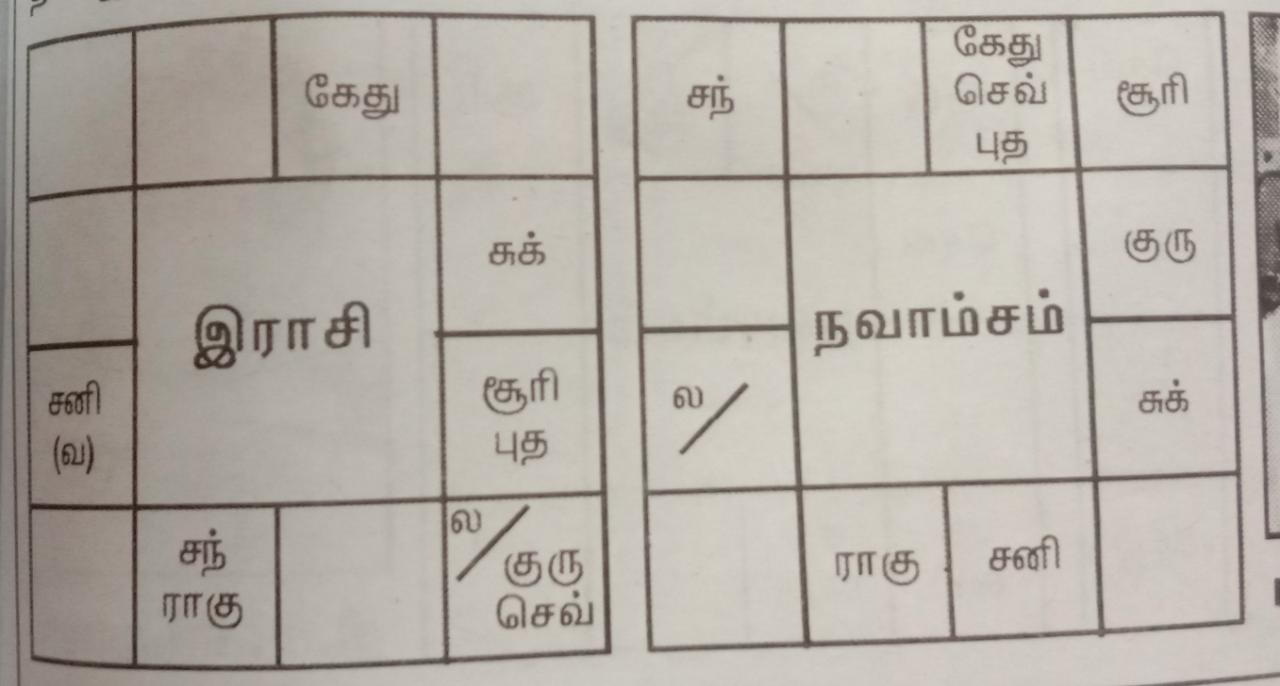 கேது
சுக்
இராசி
சனி
(வ)
சூரி
புத
சந்
ராகு
ல
குரு
செவ்
சந்
கேது
செவ்
புத
சூரி
குரு
நவாம்சம்
ல
சுக்
ராகு
சனி